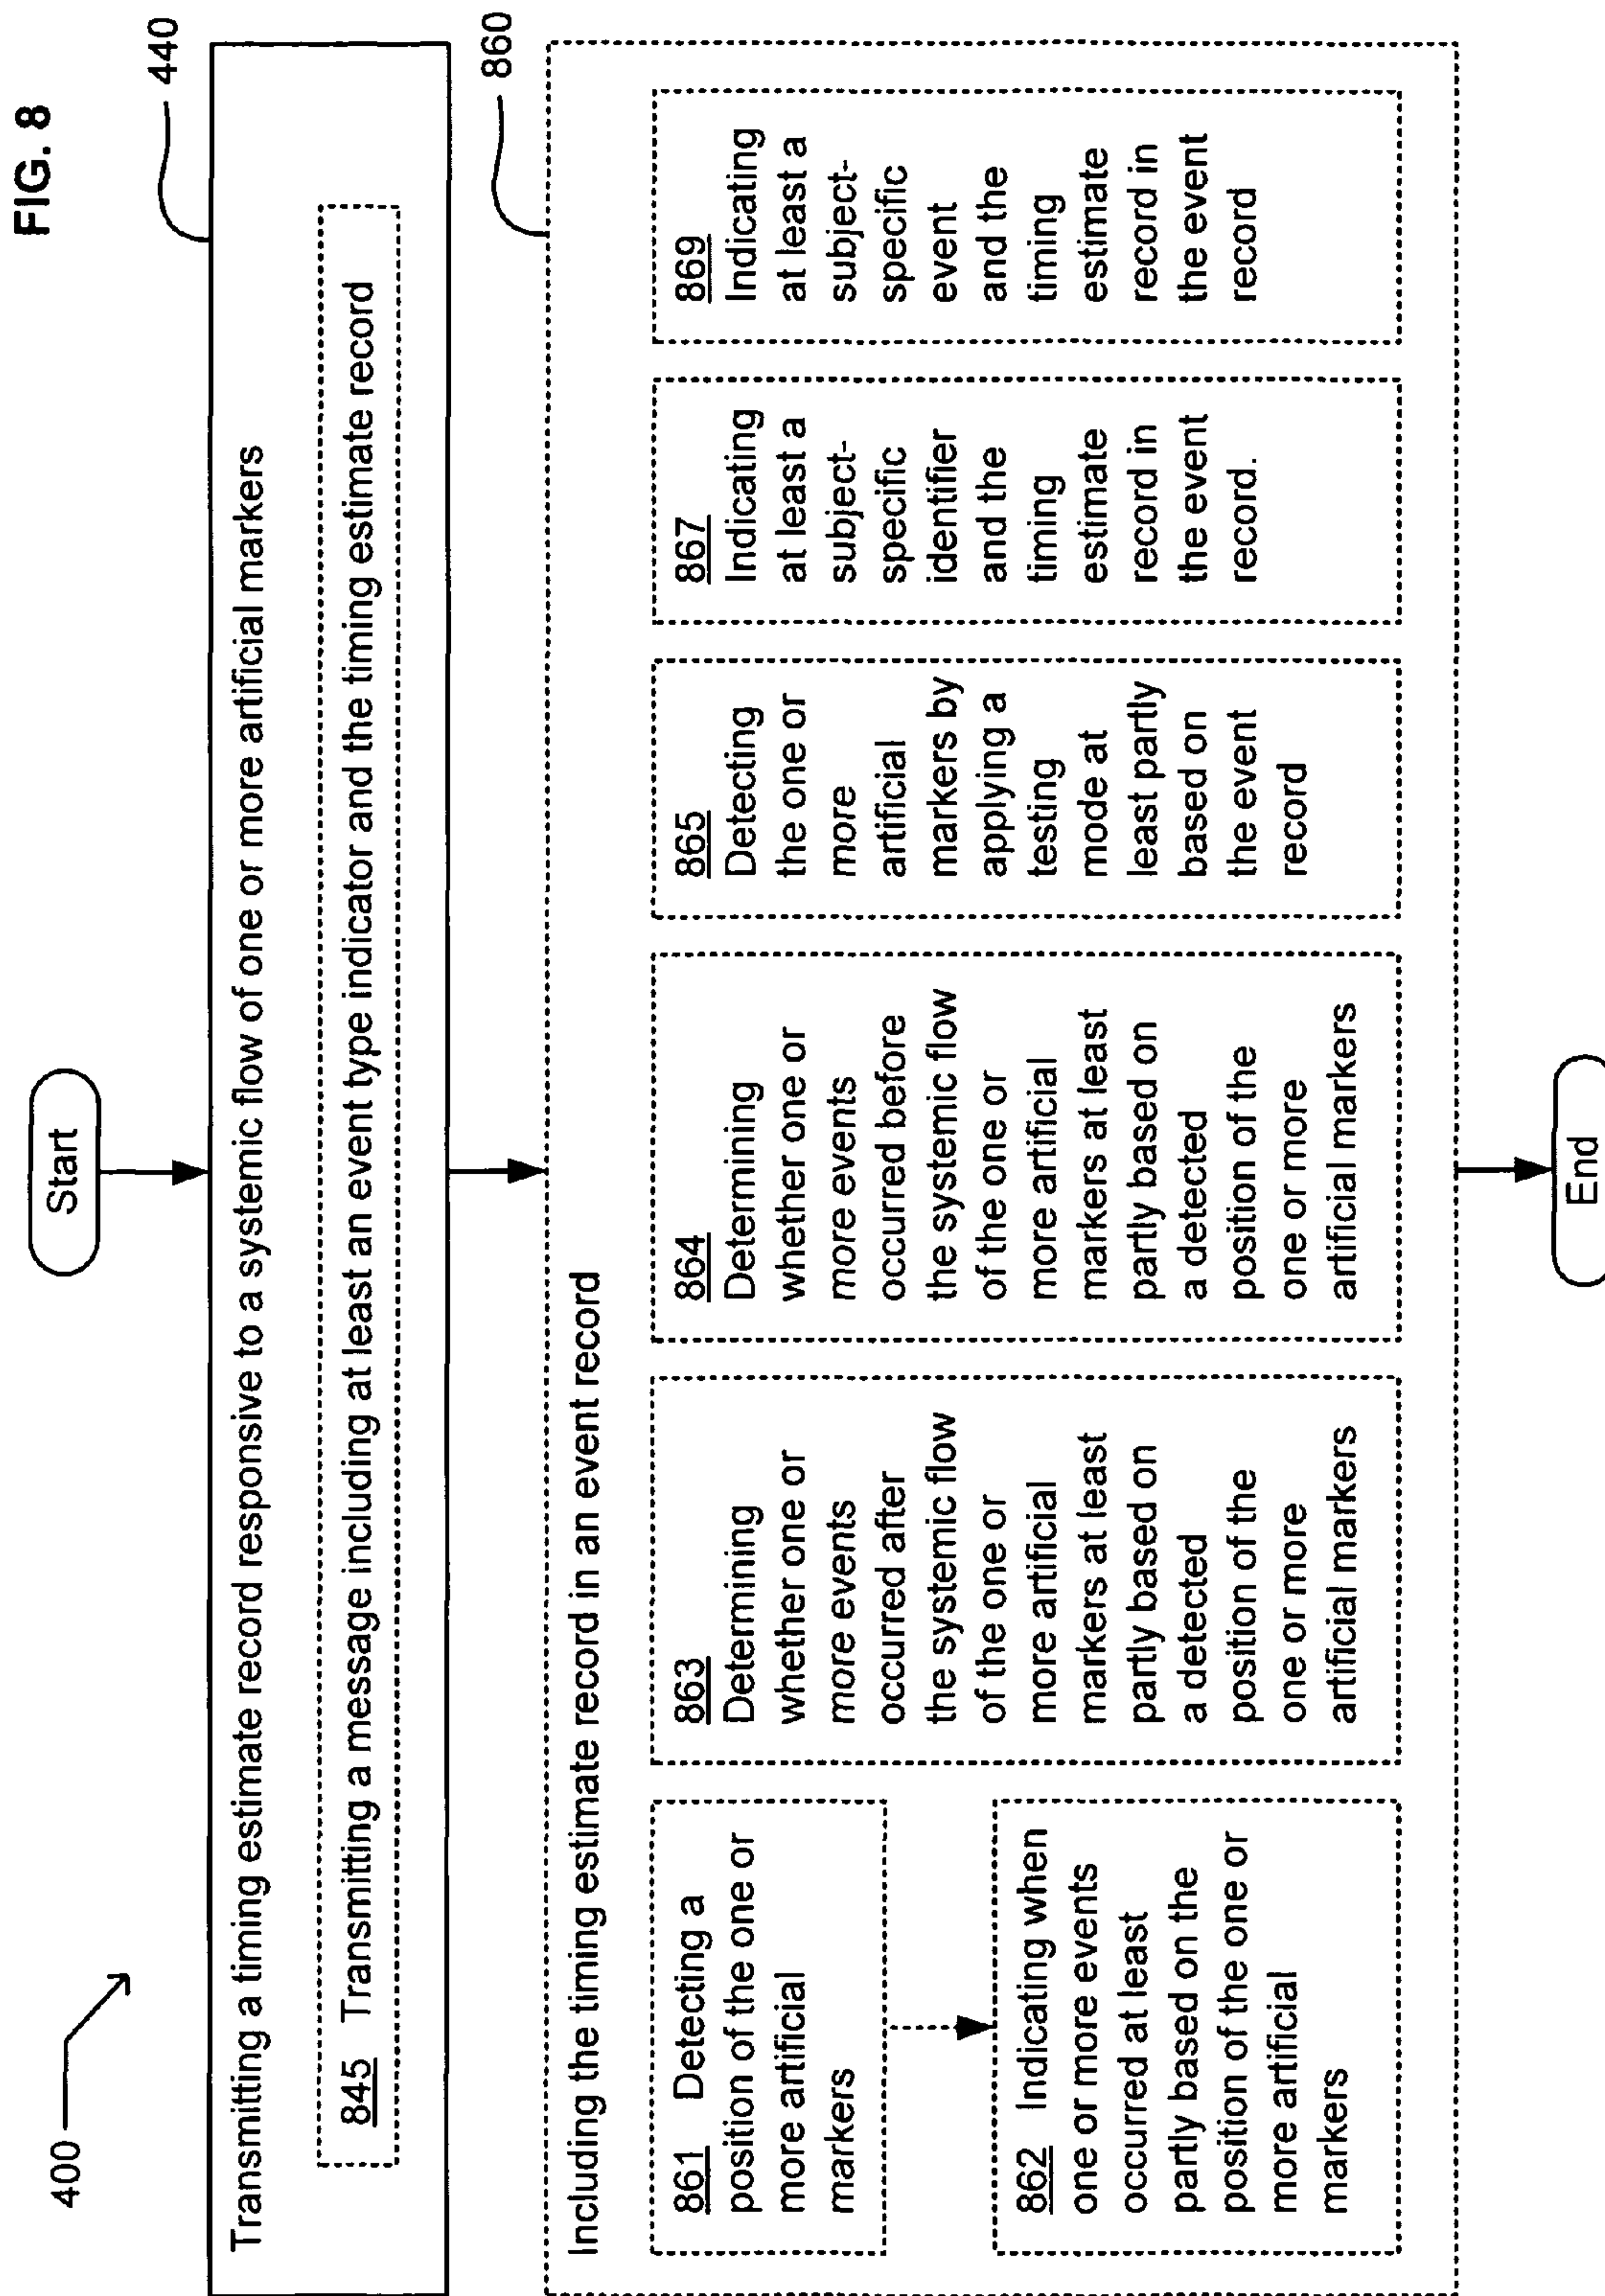 FIG. 8
400
Start
440
Transmitting a timing estimate record responsive to a systemic flow of one or more artificial markers
845 Transmitting a message including at least an event type indicator and the timing estimate record
860
Including the timing estimate record in an event record
861 Detecting a
position of the one or
more artificial
markers
862 Indicating when
one or more events
occurred at least
partly based on the
position of the one or
more artificial
markers
863
Determining
whether one or
more events
occurred after
the systemic flow
of the one or
more artificial
markers at least
partly based on
a detected
position of the
one or more
artificial markers
864
Determining
whether one or
more events
occurred before
the systemic flow
of the one or
more artificial
markers at least
partly based on
a detected
position of the
one or more
artificial markers
865
Detecting
the one or
more
artificial
markers by
applying a
testing
mode at
least partly
based on
the event
record
867
Indicating
at least a
subject-
specific
identifier
and the
timing
estimate
record in
the event
record.
869
Indicating
at least a
subject-
specific
event
and the
timing
estimate
record in
the event
record
End